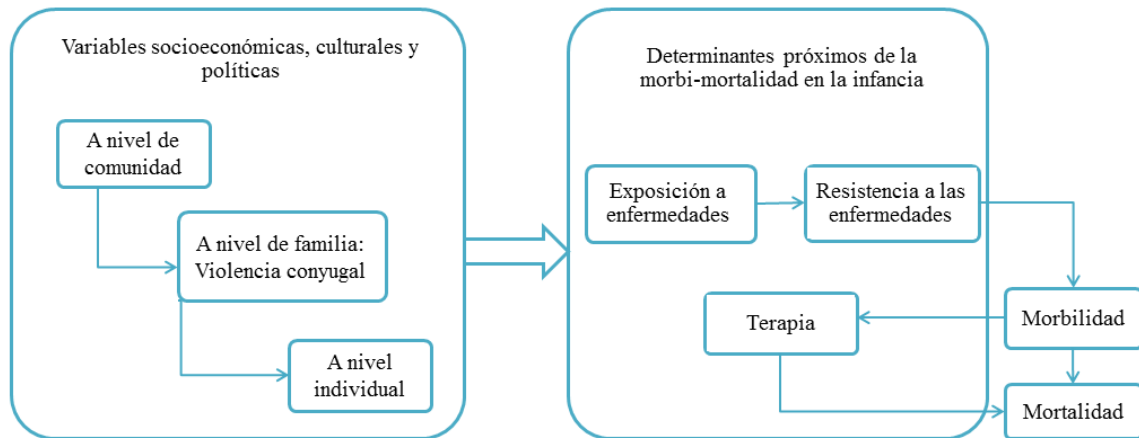 Variables socioeconómicas, culturales y
políticas
A nivel de
comunidad
A nivel de familia:
Violencia conyugal
A nivel
individual
Determinantes próximos de la
morbi-mortalidad en la infancia
Exposición a
enfermedades
Resistencia a las
enfermedades
Terapia
Morbilidad
Mortalidad